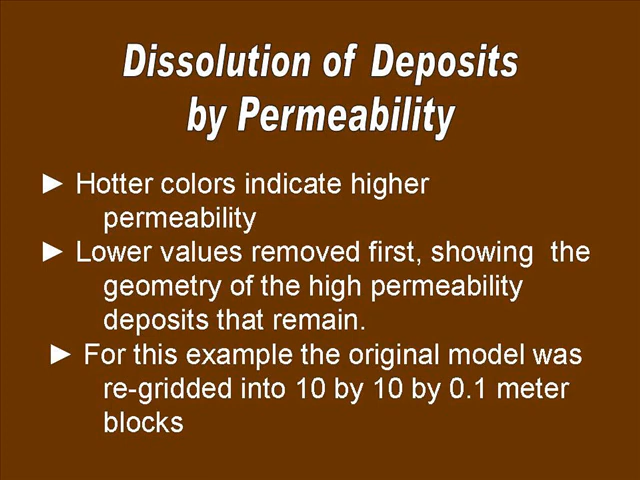 Dissolution of Deposits
by Permeability
► Hotter colors indicate higher
permeability
► Lower values removed first, showing  the
geometry of the high permeability
deposits that remain.
► For this example the original model was
re-gridded into 10 by 10 by 0.1 meter
blocks